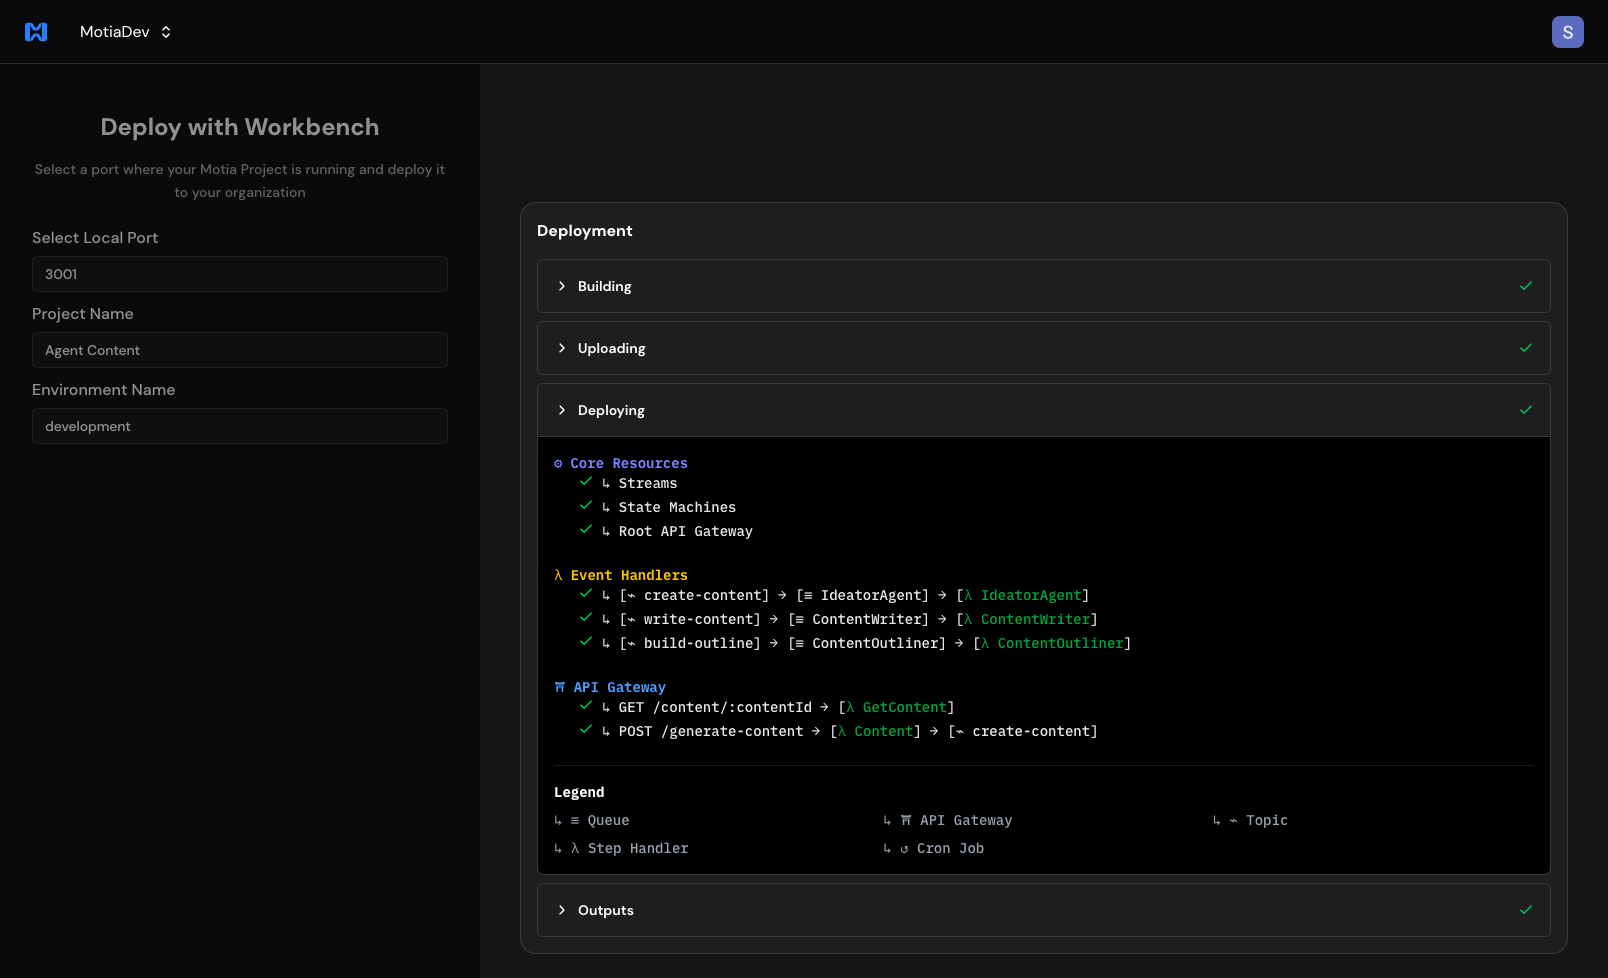 MotiaDev
S
Deploy with Workbench
Select a port where your Motia Project is running and deploy it
to your organization
Select Local Port
3001
Project Name
Agent Content
Environment Name
development
Deployment
Building
Uploading
Deploying
⚙ Core Resources
↳ Streams
↳ State Machines
↳ Root API Gateway
λ Event Handlers
↳ [⌁ create-content] → [≡ IdeatorAgent] → [λ IdeatorAgent]
↳ [⌁ write-content] → [≡ ContentWriter] → [λ ContentWriter]
↳ [⌁ build-outline] → [≡ ContentOutliner] → [λ ContentOutliner]
⛩ API Gateway
↳ GET /content/:contentId → [λ GetContent]
↳ POST /generate-content → [λ Content] → [⌁ create-content]
Legend
↳ ≡ Queue ↳ ⛩ API Gateway ↳ ⌁ Topic
↳ λ Step Handler ↳ ↺ Cron Job
Outputs